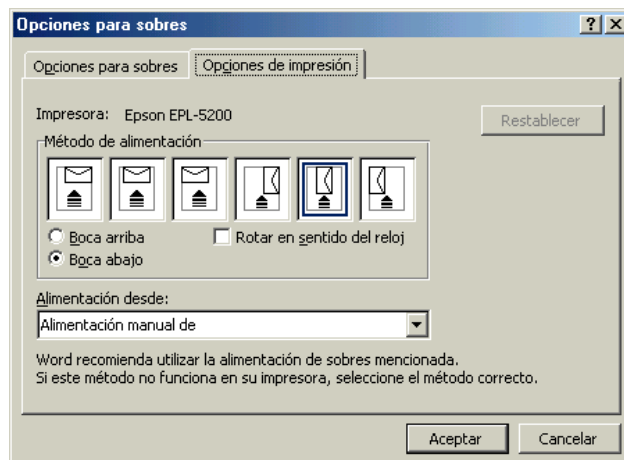 Opciones para sobres
Opciones para sobres Opciones de impresión
Impresora: Epson EPL-5200
Restablecer
Método de alimentación
Boca arriba
Rotar en sentido del reloj
Boca abajo
Alimentación desde:
Alimentación manual de
Word recomienda utilizar la alimentación de sobres mencionada.
Si este método no funciona en su impresora, seleccione el método correcto.
Aceptar Cancelar